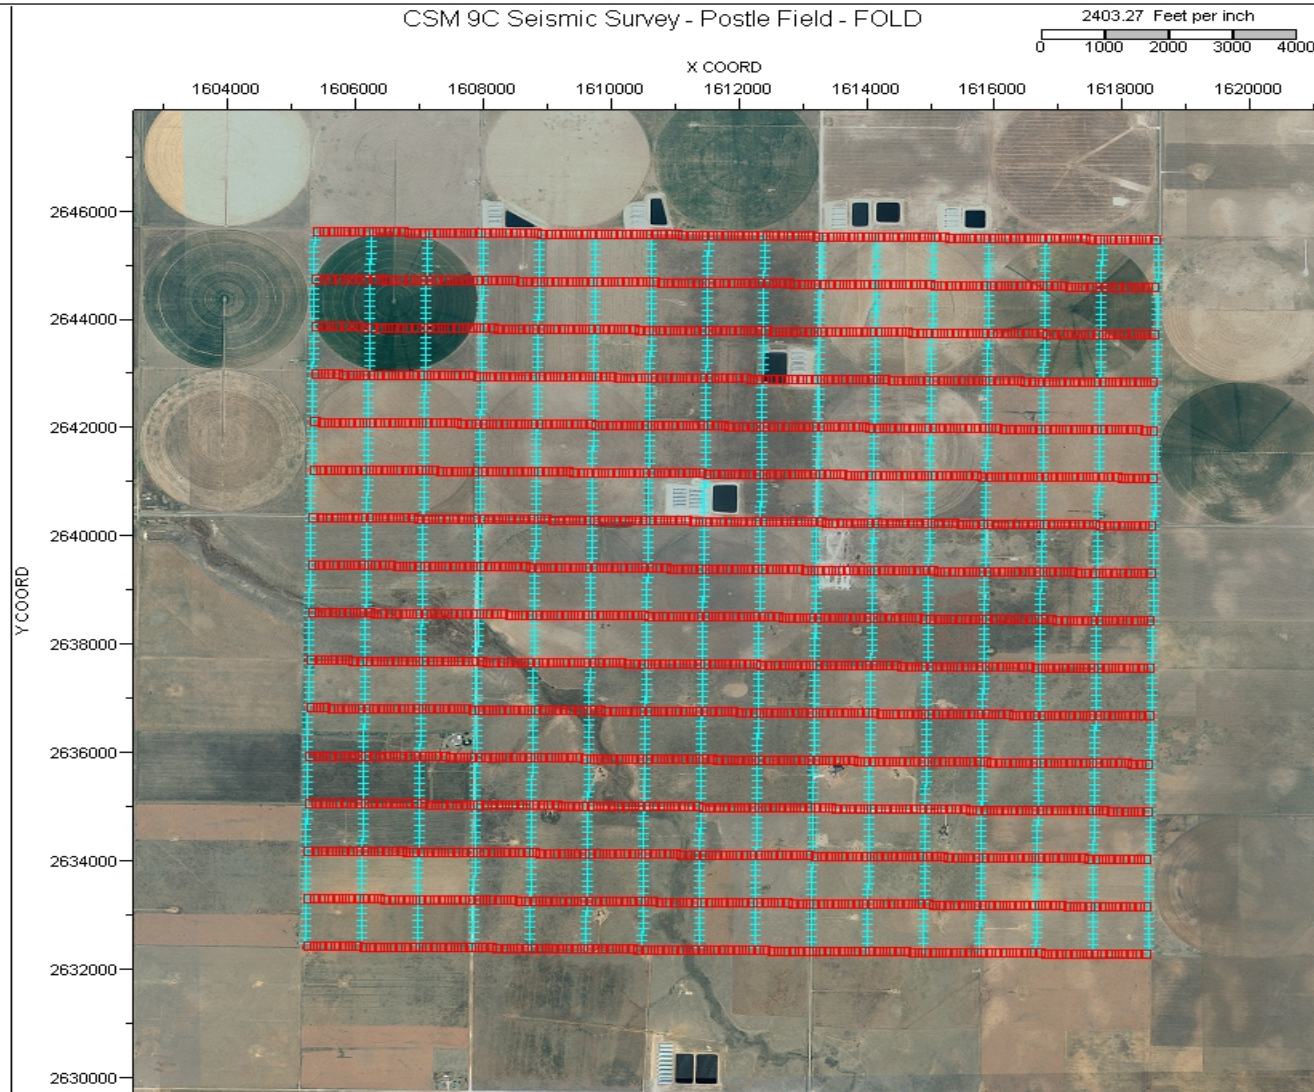 CSM 9C Seismic Survey - Postle Field - FOLD
2403.27 Feet per inch
0 1000 2000 3000 4000
X COORD
1604000 1606000 1608000 1610000 1612000 1614000 1616000 1618000 1620000
2646000
2644000
2642000
2640000
Y COORD
2638000
2636000
2634000
2632000
2630000